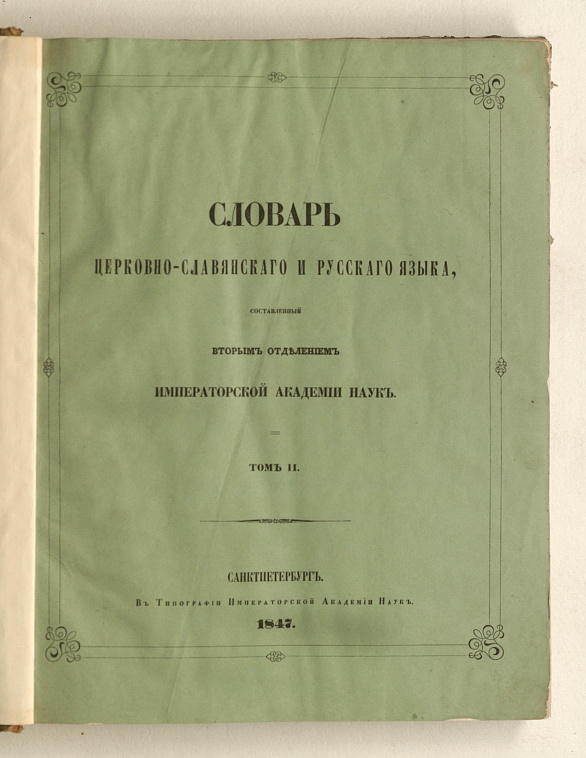 СЛОВАРЬ
ЦЕРКОВНО-СЛАВЯНСКАГО И РУССКАГО ЯЗЫКА,
СОСТАВЛЕННЫЙ
ВТОРЫМЪ ОТДѢЛЕНІЕМЪ
ИМПЕРАТОРСКОЙ АКАДЕМІИ НАУКЪ.
ТОМЪ II.
САНКТПЕТЕРБУРГЪ.
Въ Типографіи Императорской Академіи Наукъ.
1847.